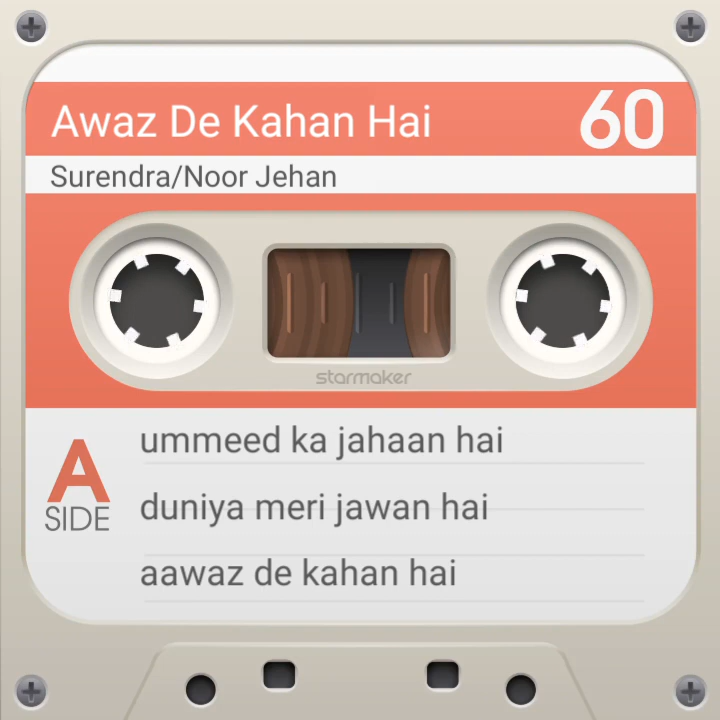 Awaz De Kahan Hai
60
Surendra/Noor Jehan
starmaker
A
SIDE
ummeed ka jahaan hai
duniya meri jawan hai
aawaz de kahan hai